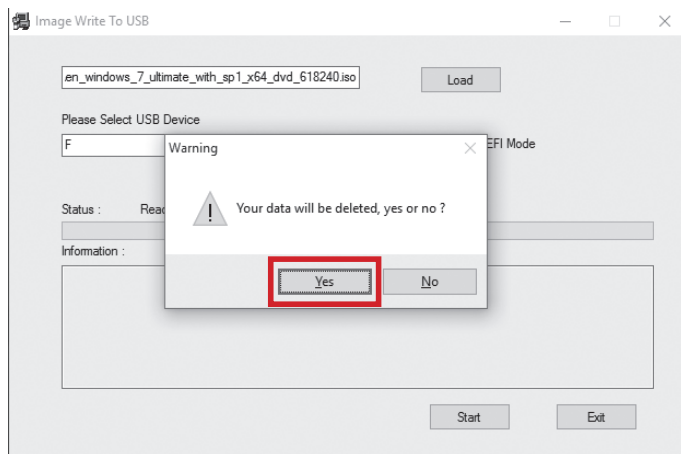 Image Write To USB
.en_windows_7_ultimate_with_sp1_x64_dvd_618240.iso
Load
Please Select USB Device
F
EFI Mode
Warning
Your data will be deleted, yes or no ?
Yes
No
Status :
Information :
Start
Exit